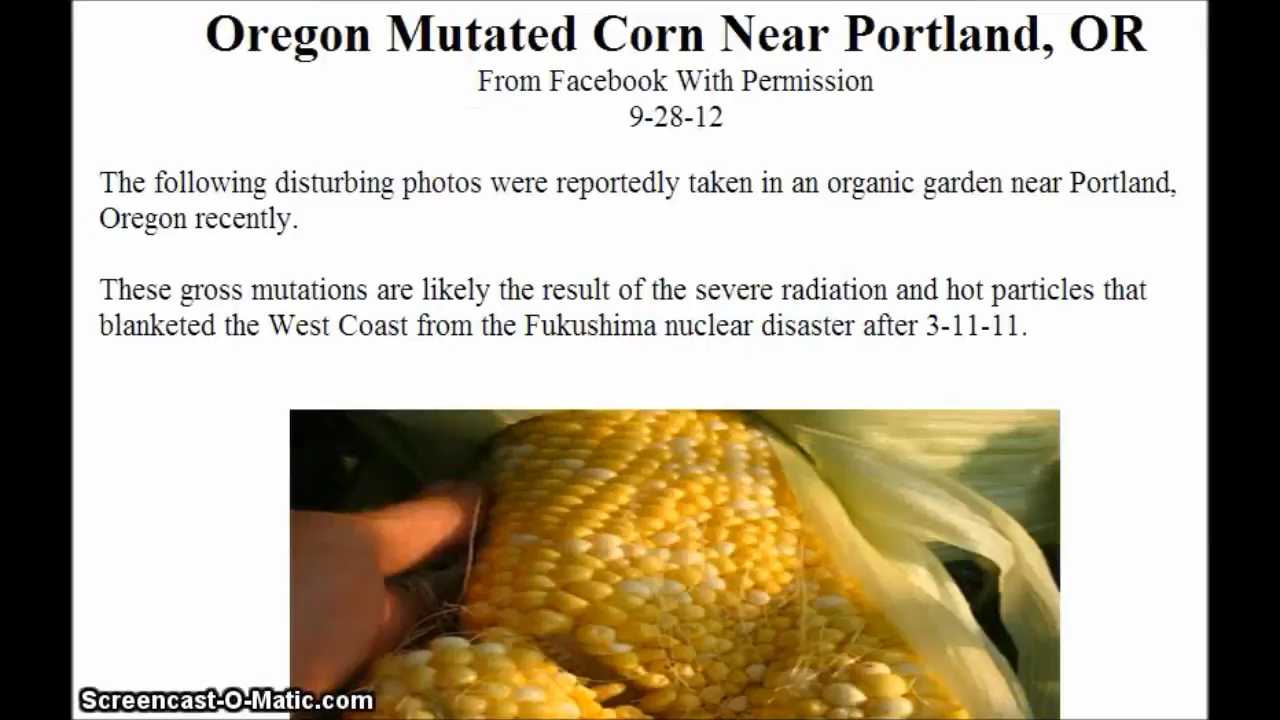 Oregon Mutated Corn Near Portland, OR
From Facebook With Permission
9-28-12
The following disturbing photos were reportedly taken in an organic garden near Portland,
Oregon recently.
These gross mutations are likely the result of the severe radiation and hot particles that
blanketed the West Coast from the Fukushima nuclear disaster after 3-11-11.
Screencast-O-Matic.com